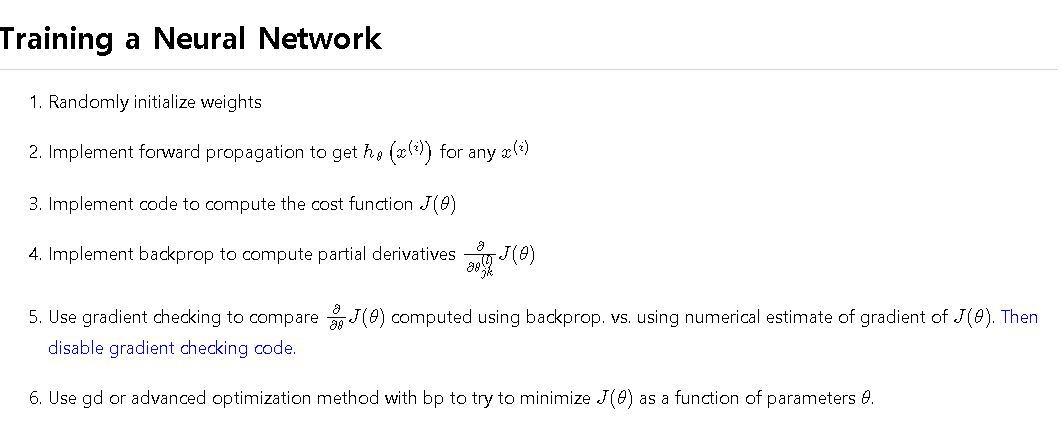 Training a Neural Network
1. Randomly initialize weights
2. Implement forward propagation to get $h_\theta\left(x^{(i)}\right)$ for any $x^{(i)}$
3. Implement code to compute the cost function $J(\theta)$
4. Implement backprop to compute partial derivatives $\frac{\partial}{\partial \theta_{jk}^{(l)}} J(\theta)$
5. Use gradient checking to compare $\frac{\partial}{\partial \theta} J(\theta)$ computed using backprop. vs. using numerical estimate of gradient of $J(\theta)$. Then
disable gradient checking code.
6. Use gd or advanced optimization method with bp to try to minimize $J(\theta)$ as a function of parameters $\theta$.